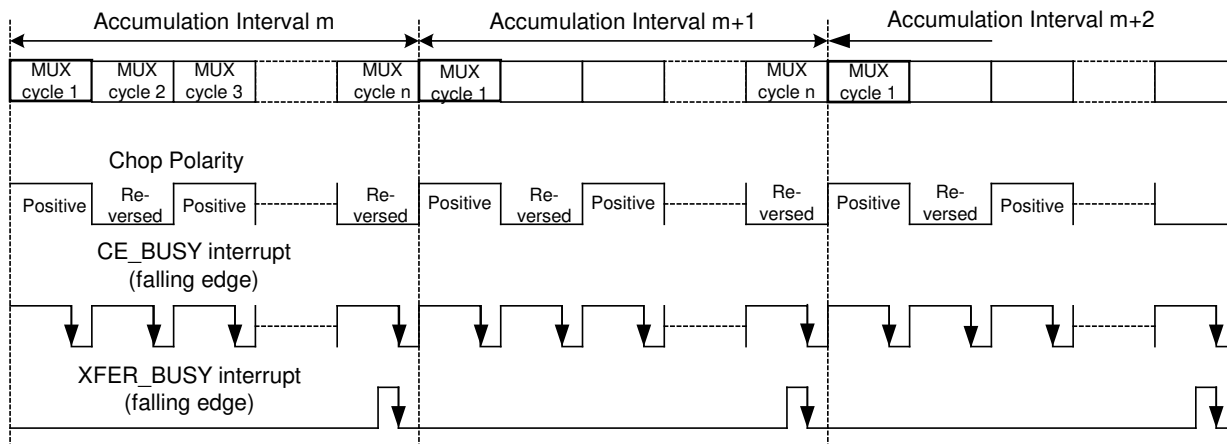 Accumulation Interval m
Accumulation Interval m+1
Accumulation Interval m+2
MUX
cycle 1
MUX
cycle 2
MUX
cycle 3
MUX
cycle n
MUX
cycle 1
MUX
cycle n
MUX
cycle 1
Chop Polarity
Positive
Re-
versed
Positive
Re-
versed
Positive
Re-
versed
Positive
Re-
versed
Positive
Re-
versed
Positive
CE_BUSY interrupt
(falling edge)
XFER_BUSY interrupt
(falling edge)